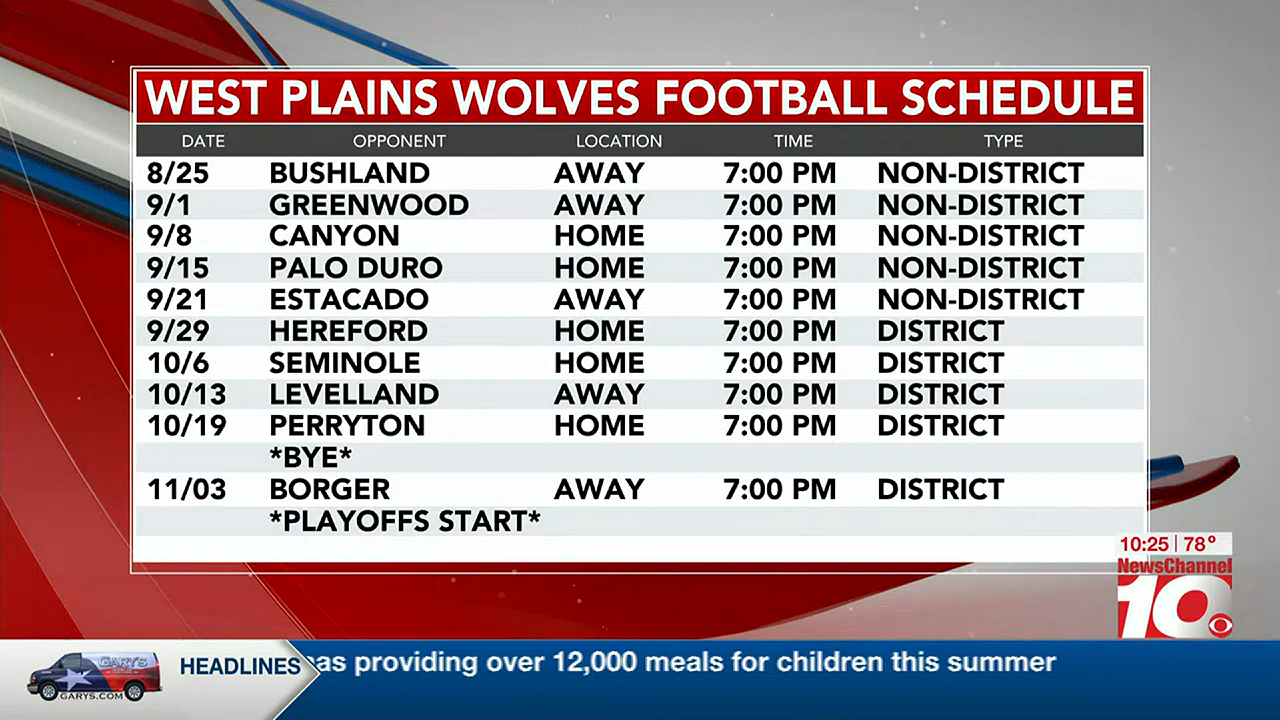 WEST PLAINS WOLVES FOOTBALL SCHEDULE
DATE OPPONENT LOCATION TIME TYPE
8/25 BUSHLAND AWAY 7:00 PM NON-DISTRICT
9/1 GREENWOOD AWAY 7:00 PM NON-DISTRICT
9/8 CANYON HOME 7:00 PM NON-DISTRICT
9/15 PALO DURO HOME 7:00 PM NON-DISTRICT
9/21 ESTACADO AWAY 7:00 PM NON-DISTRICT
9/29 HEREFORD HOME 7:00 PM DISTRICT
10/6 SEMINOLE HOME 7:00 PM DISTRICT
10/13 LEVELLAND AWAY 7:00 PM DISTRICT
10/19 PERRYTON HOME 7:00 PM DISTRICT
*BYE*
11/03 BORGER AWAY 7:00 PM DISTRICT
*PLAYOFFS START*
10:25 | 78°
NewsChannel
10
GARYS
GARYS.COM
HEADLINES as providing over 12,000 meals for children this summer